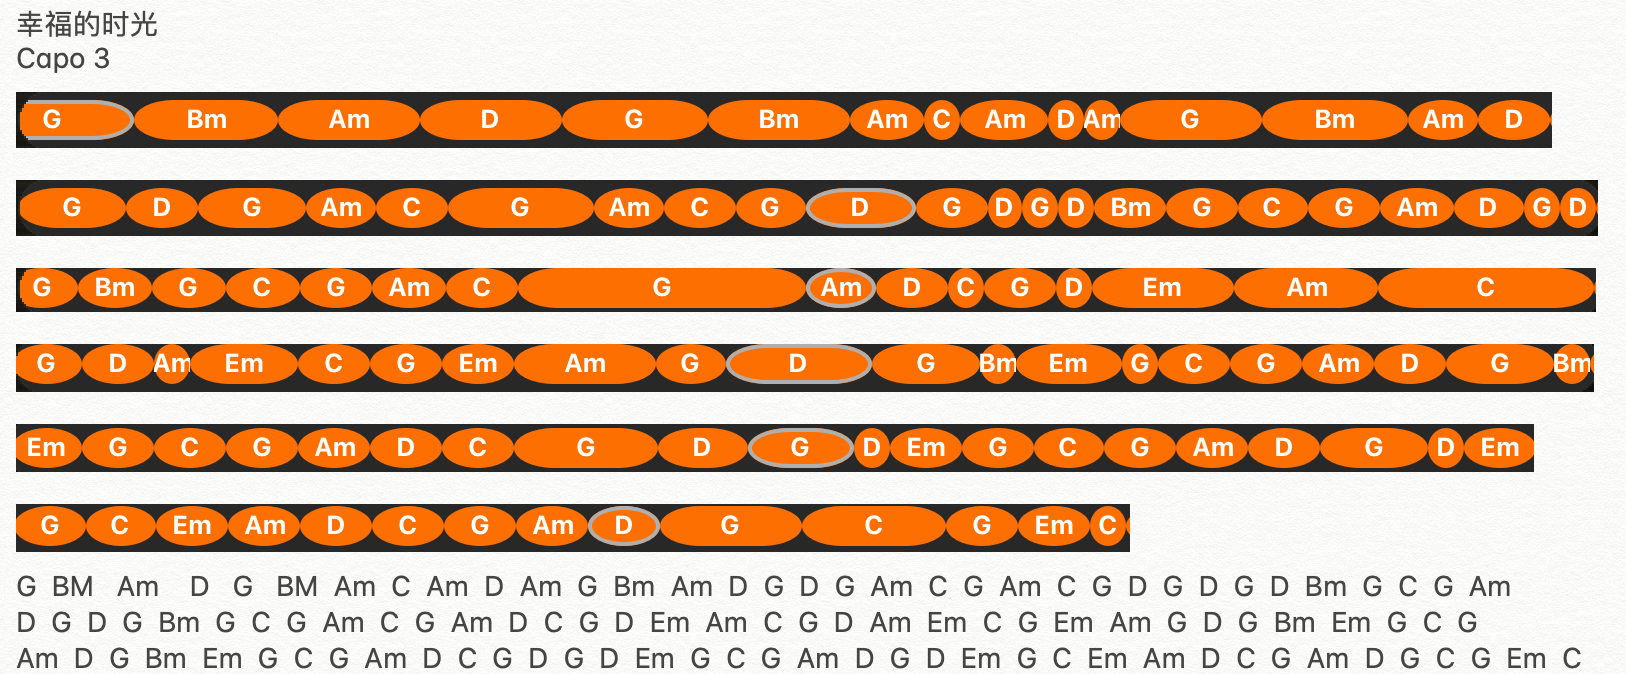 幸福的时光
Capo 3
G Bm Am D G Bm Am C Am D Am G Bm Am D
G D G Am C G Am C G D G D G D Bm G C G Am D G D
G Bm G C G Am C G Am D C G D Em Am C
G D Am Em C G Em Am G D G Bm Em G C G Am D G Bm
Em G C G Am D C G D G D Em G C G Am D G D Em
G C Em Am D C G Am D G C G Em C
G BM Am D G BM Am C Am D Am G Bm Am D G D G Am C G Am C G D G D G D Bm G C G Am
D G D G Bm G C G Am C G Am D C G D Em Am C G D Am Em C G Em Am G D G Bm Em G C G
Am D G Bm Em G C G Am D C G D G D Em G C G Am D G D Em G C Em Am D C G Am D G C G Em C